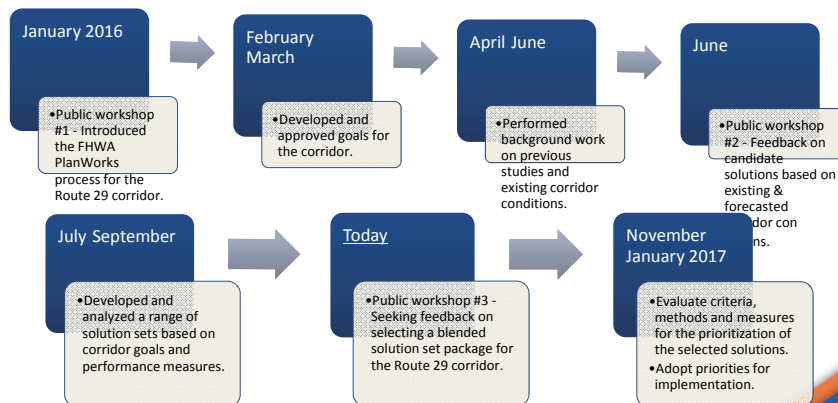 January 2016
•Public workshop
#1 - Introduced
the FHWA
PlanWorks
process for the
Route 29 corridor.
February
March
•Developed and
approved goals for
the corridor.
April June
•Performed
background work
on previous
studies and
existing corridor
conditions.
June
•Public workshop
#2 - Feedback on
candidate
solutions based on
existing &
forecasted
July September
•Developed and
analyzed a range
of solution sets
based on
corridor goals and
performance
measures.
Today
•Public workshop #3 -
Seeking feedback on
selecting a blended
solution set package for
the Route 29 corridor.
November
January 2017
•Evaluate criteria,
methods and measures
for the prioritization of
the selected solutions.
•Adopt priorities for
implementation.